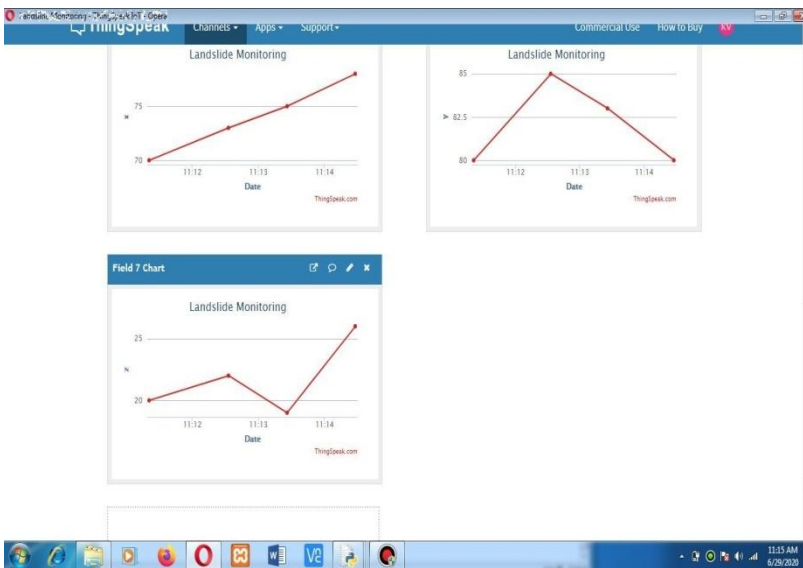 ThingSpeak Channels Apps Support Commercial Use How to Buy KV
Landslide Monitoring
75
70
X
11:12 11:13 11:14
Date
ThingSpeak.com
Landslide Monitoring
85
82.5
80
Y
11:12 11:13 11:14
Date
ThingSpeak.com
Field 7 Chart
Landslide Monitoring
25
20
Z
11:12 11:13 11:14
Date
ThingSpeak.com
11:15 AM
6/29/2020